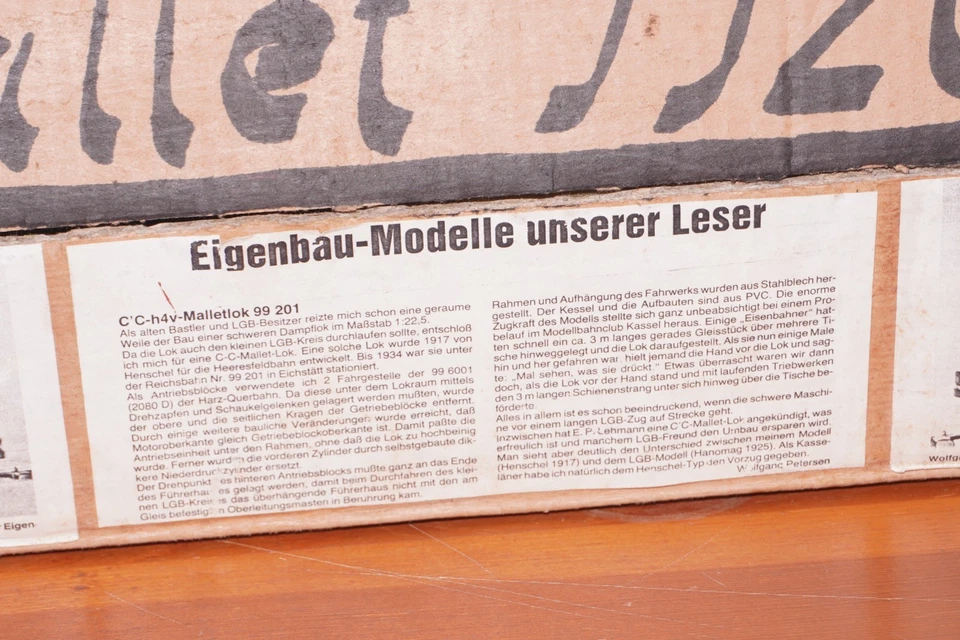 allet
Eigenbau-Modelle unserer Leser
C'C-h4v-Malletlok 99 201
Als alten Bastler und LGB-Besitzer reizte mich schon eine geraume
Weile der Bau einer schweren Dampflok im Maßstab 1:22,5.
Da die Lok auch den kleinen LGB-Kreis durchlaufen sollte, entschloß
ich mich für eine C-C-Mallet-Lok. Eine solche Lok wurde 1917 von
Henschel für die Heeresfeldbahn entwickelt. Bis 1934 war sie unter
der Reichsbahn Nr. 99 201 in Eichstätt stationiert.
Als Antriebsblöcke verwendete ich 2 Fahrgestelle der 99 6001
(2080 D) der Harz-Querbahn. Da diese unter dem Lokraum mittels
Drehzapfen und Schaukelgelenken gelagert werden mußten, wurde
der obere und die seitlichen Kragen der Getriebeblöcke entfernt.
Durch einige weitere bauliche Veränderungen wurde erreicht, daß
Motoroberkante gleich Getriebeblockoberkante ist. Damit paßte die
Antriebseinheit unter den Rahmen, ohne daß die Lok zu hochbeinig
wurde. Ferner wurden die vorderen Zylinder durch selbstgebaute dik-
kere Niederdruckzylinder ersetzt.
Der Drehpunkt des hinteren Antriebsblocks mußte ganz an das Ende
des Führerhauses gelagt werden, damit beim Durchfahren des klei-
nen LGB-Kreises das überhängende Führerhaus nicht mit den am
Gleis befestigten Oberleitungsmasten in Berührung kam.
Rahmen und Aufhängung des Fahrwerks wurden aus Stahlblech her-
gestellt. Der Kessel und die Aufbauten sind aus PVC. Die enorme
Zugkraft des Modells stellte sich ganz unbeabsichtigt bei einem Pro-
belauf im Modellbahnclub Kassel heraus. Einige „Eisenbahner" hat-
ten schnell ein ca. 3 m langes gerades Gleisstück über mehrere Ti-
sche hinweggelegt und die Lok daraufgestellt. Als sie nun einige Male
hin und her gefahren war hielt jemand die Hand vor die Lok und sag-
te: „Mal sehen, was sie drückt." Etwas überrascht waren wir dann
doch, als die Lok vor der Hand stand und mit laufenden Triebwerken
den 3 m langen Schienenstrang unter sich hinweg über die Tische be-
förderte.
Alles in allem ist es schon beeindruckend, wenn die schwere Maschi-
ne vor einem langen LGB-Zug auf Strecke geht.
Inzwischen hat E. P. Lehmann eine C'C-Mallet-Lok angekündigt, was
erfreulich ist und manchem LGB-Freund den Umbau ersparen wird.
Man sieht aber deutlich den Unterschied zwischen meinem Modell
(Henschel 1917) und dem LGB-Modell (Hanomag 1925). Als Kasse-
läner habe ich natürlich dem Henschel-Typ den Vorzug gegeben.
Wolfgang Petersen
Eigen-
Wolfg